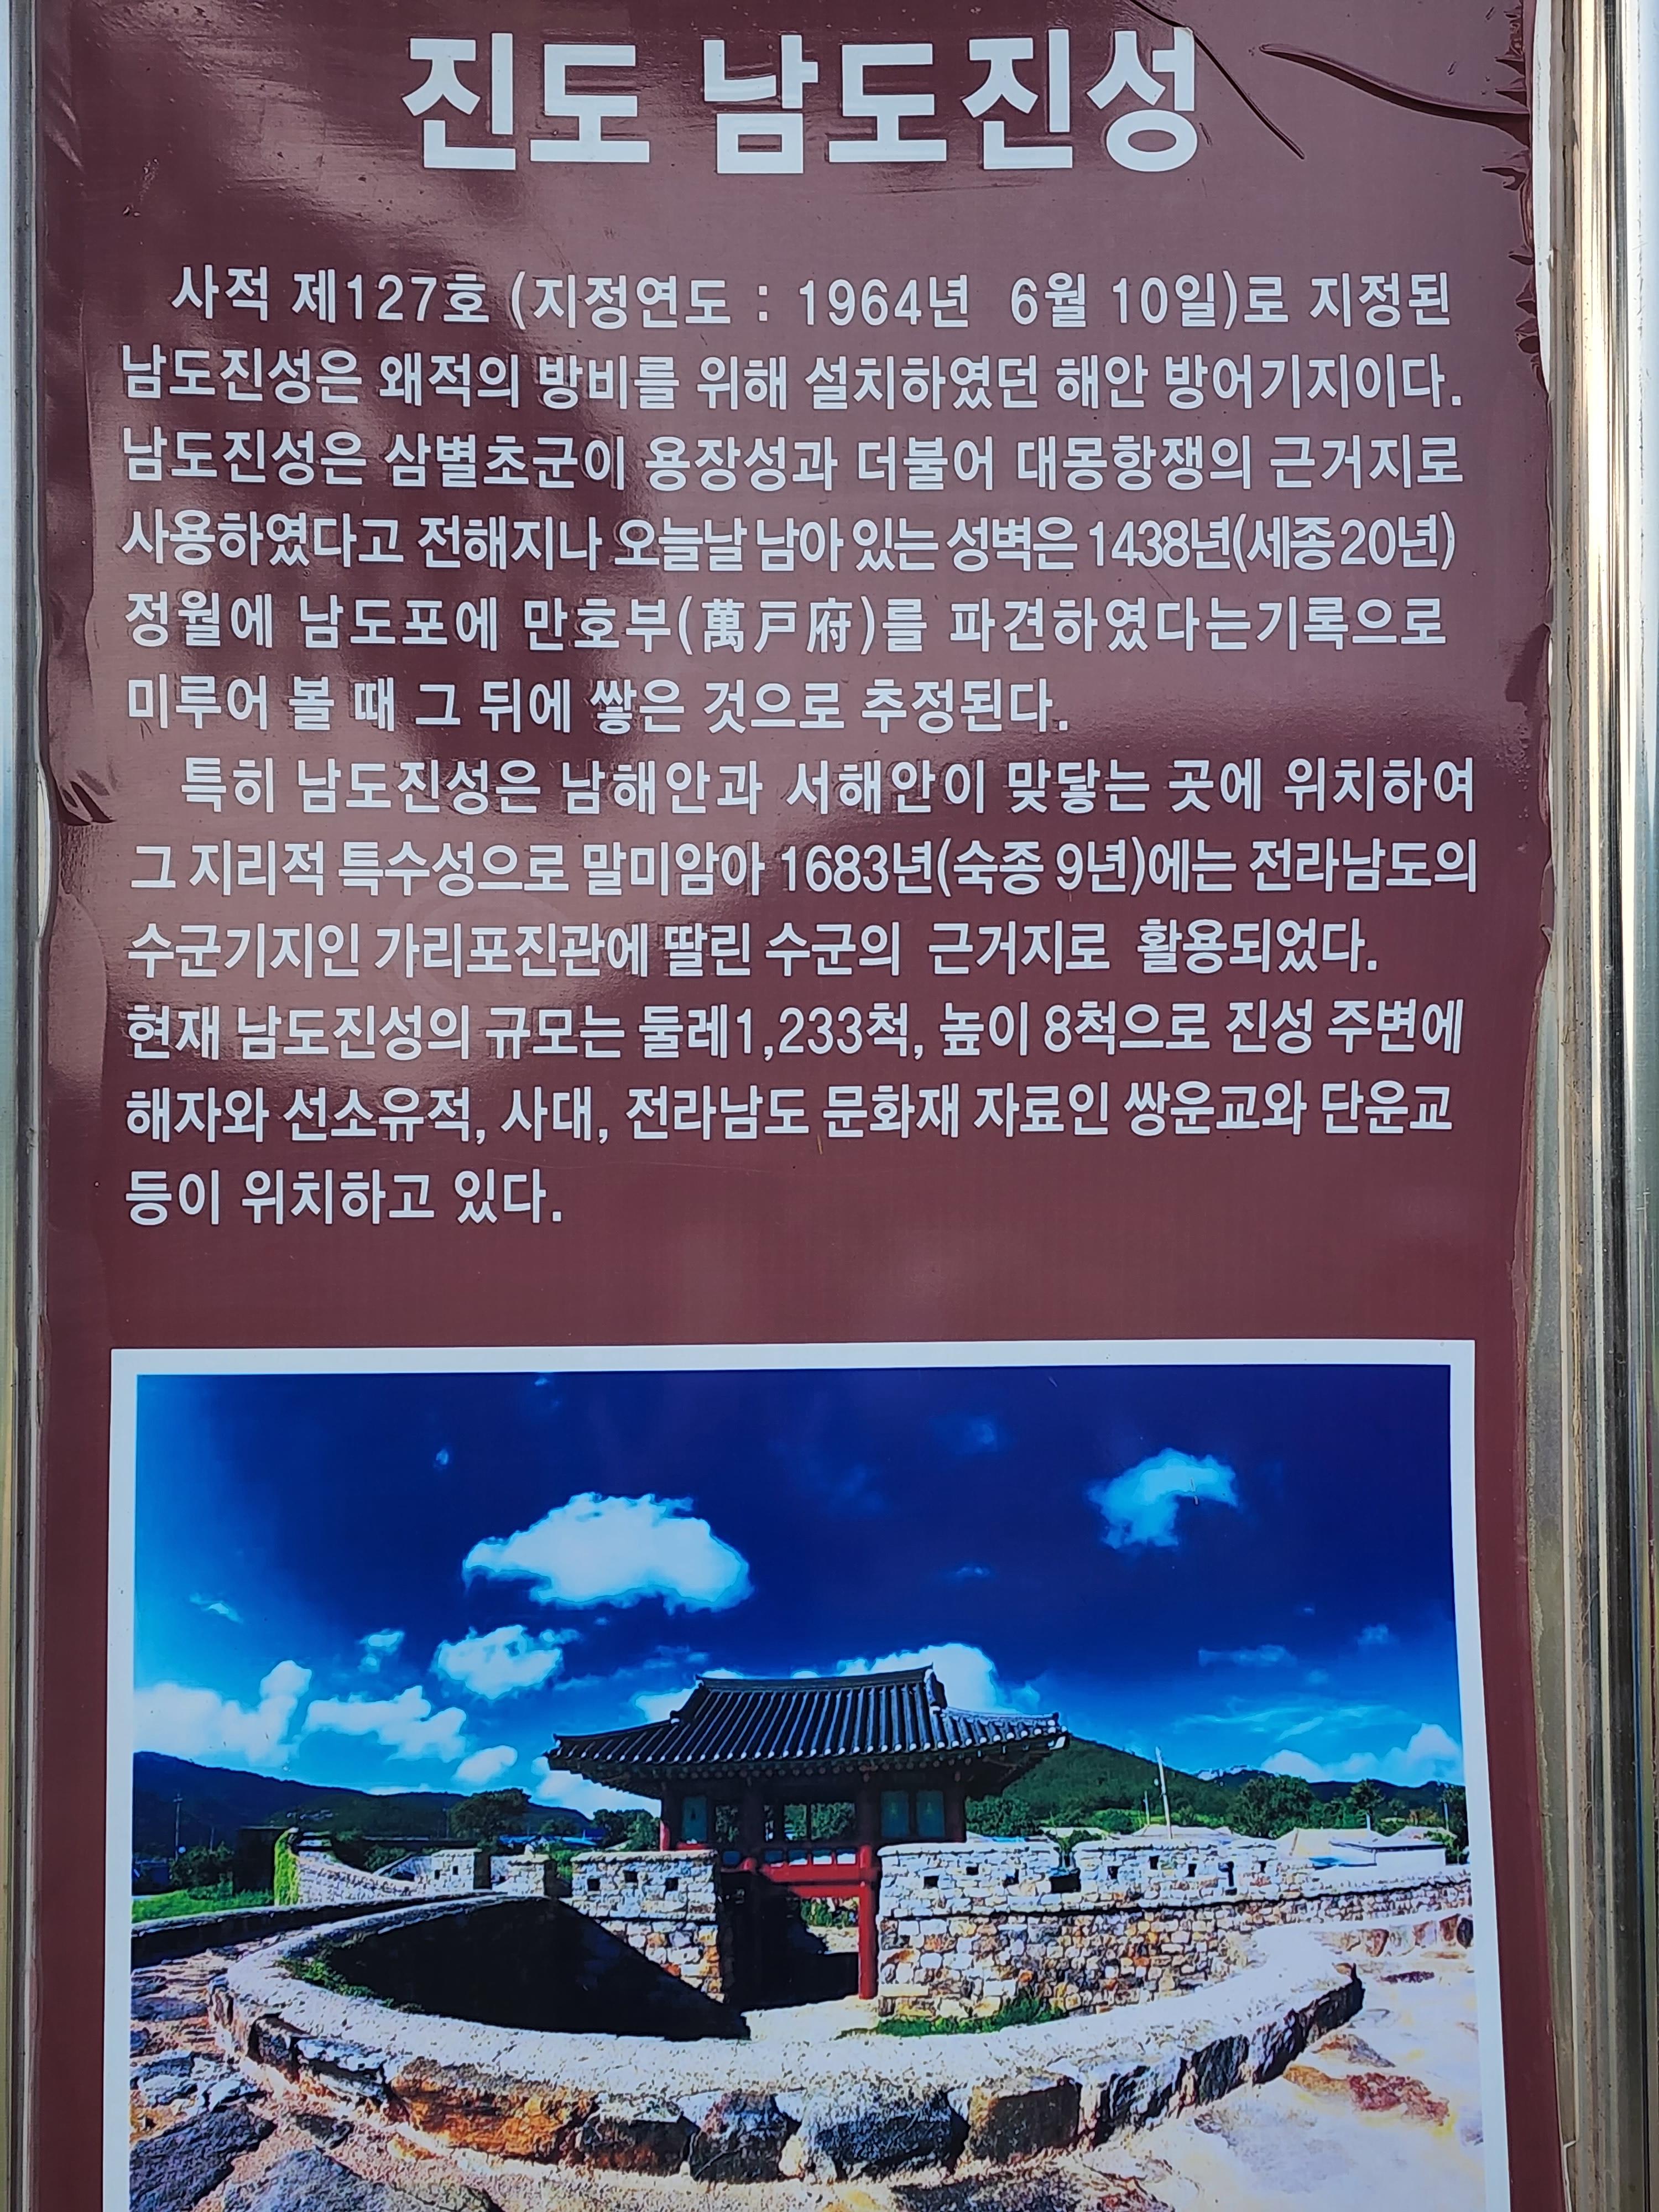 진도 남도진성
사적 제127호 (지정연도 : 1964년 6월 10일)로 지정된
남도진성은 왜적의 방비를 위해 설치하였던 해안 방어기지이다.
남도진성은 삼별초군이 용장성과 더불어 대몽항쟁의 근거지로
사용하였다고 전해지나 오늘날 남아 있는 성벽은 1438년(세종 20년)
정월에 남도포에 만호부(萬戶府)를 파견하였다는기록으로
미루어 볼 때 그 뒤에 쌓은 것으로 추정된다.
특히 남도진성은 남해안과 서해안이 맞닿는 곳에 위치하여
그 지리적 특수성으로 말미암아 1683년(숙종 9년)에는 전라남도의
수군기지인 가리포진관에 딸린 수군의 근거지로 활용되었다.
현재 남도진성의 규모는 둘레1,233척, 높이 8척으로 진성 주변에
해자와 선소유적, 사대, 전라남도 문화재 자료인 쌍운교와 단운교
등이 위치하고 있다.